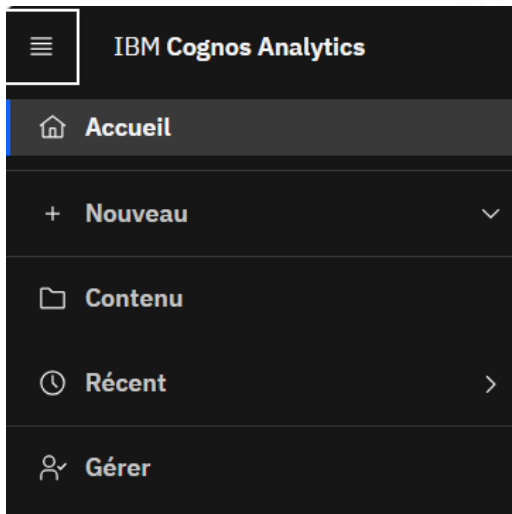 IBM Cognos Analytics
Accueil
Nouveau
Contenu
Récent
Gérer